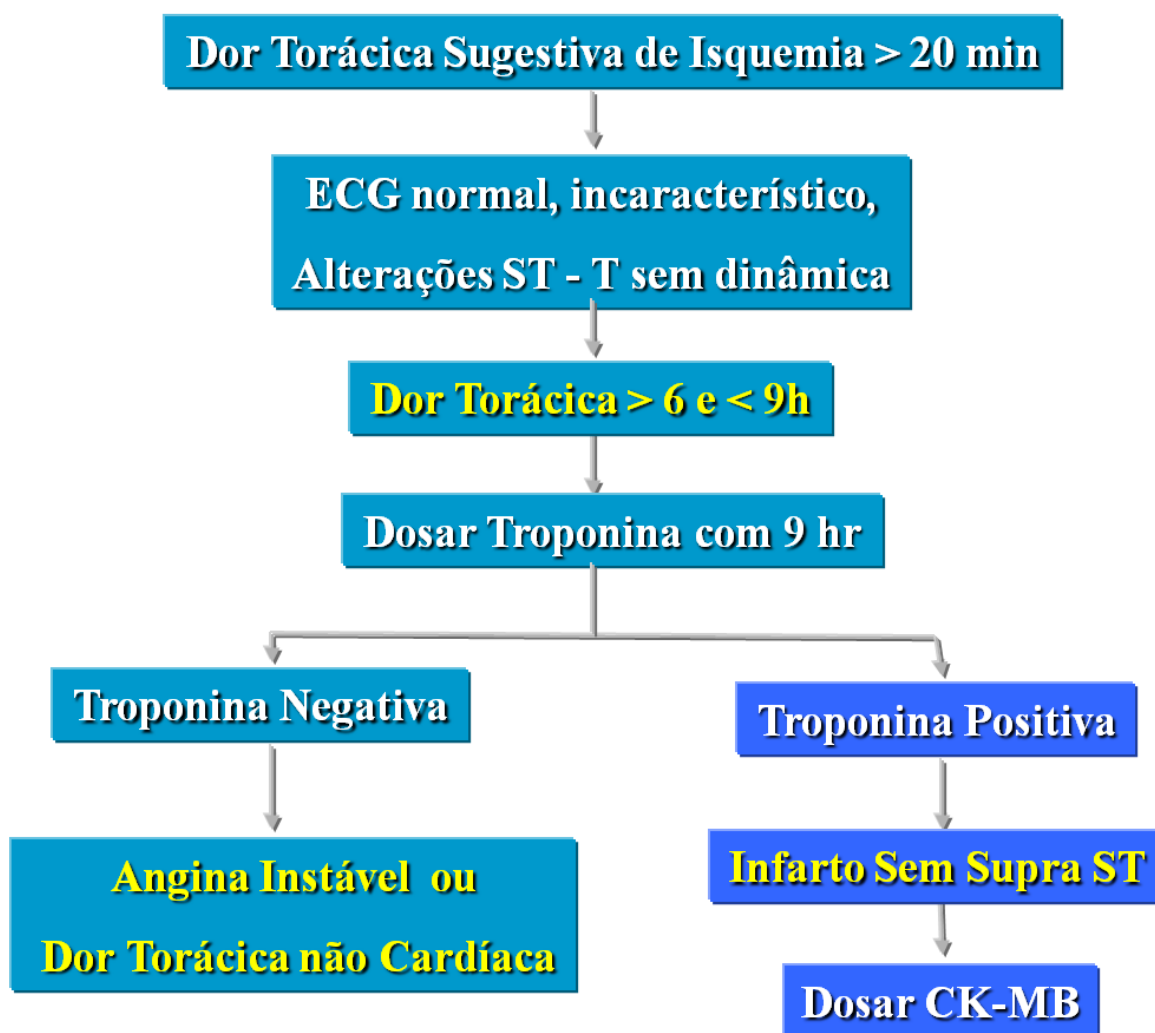 Dor Torácica Sugestiva de Isquemia > 20 min
ECG normal, incaracterístico,
Alterações ST - T sem dinâmica
Dor Torácica > 6 e < 9h
Dosar Troponina com 9 hr
Troponina Negativa
Troponina Positiva
Angina Instável ou
Dor Torácica não Cardíaca
Infarto Sem Supra ST
Dosar CK-MB